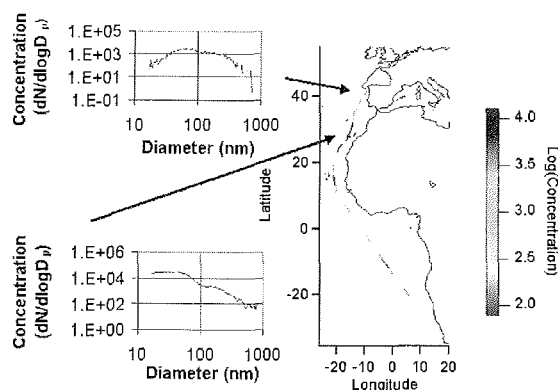 Concentration
(dN/dlogD p)
1.E+05
1.E+03
1.E+01
1.E-01
10 100 1000
Diameter (nm)
Concentration
(dN/dlogD p)
1.E+06
1.E+04
1.E+02
1.E+00
10 100 1000
Diameter (nm)
Latitude
40
20
0
-20
-20 -10 0 10 20
Longitude
4.0
3.5
3.0
2.5
2.0
Log(Concentration)